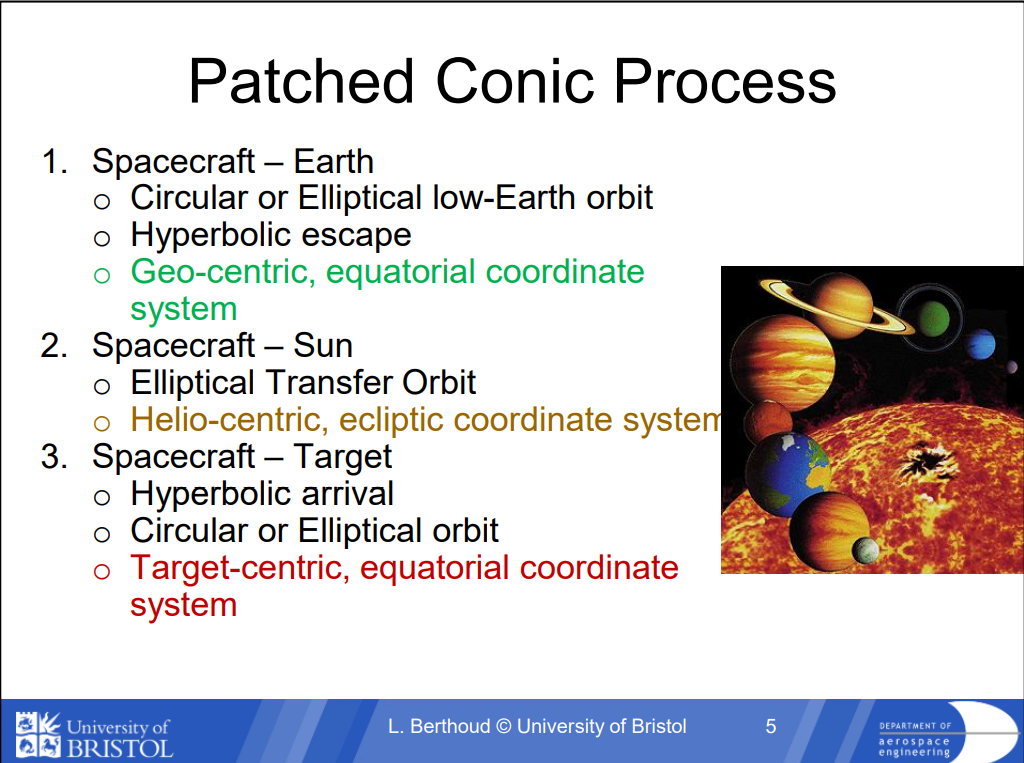 Patched Conic Process
1. Spacecraft – Earth
o Circular or Elliptical low-Earth orbit
o Hyperbolic escape
o Geo-centric, equatorial coordinate
system
2. Spacecraft – Sun
o Elliptical Transfer Orbit
o Helio-centric, ecliptic coordinate system
3. Spacecraft – Target
o Hyperbolic arrival
o Circular or Elliptical orbit
o Target-centric, equatorial coordinate
system
University of
BRISTOL
L. Berthoud © University of Bristol
5
DEPARTMENT OF
aerospace
engineering